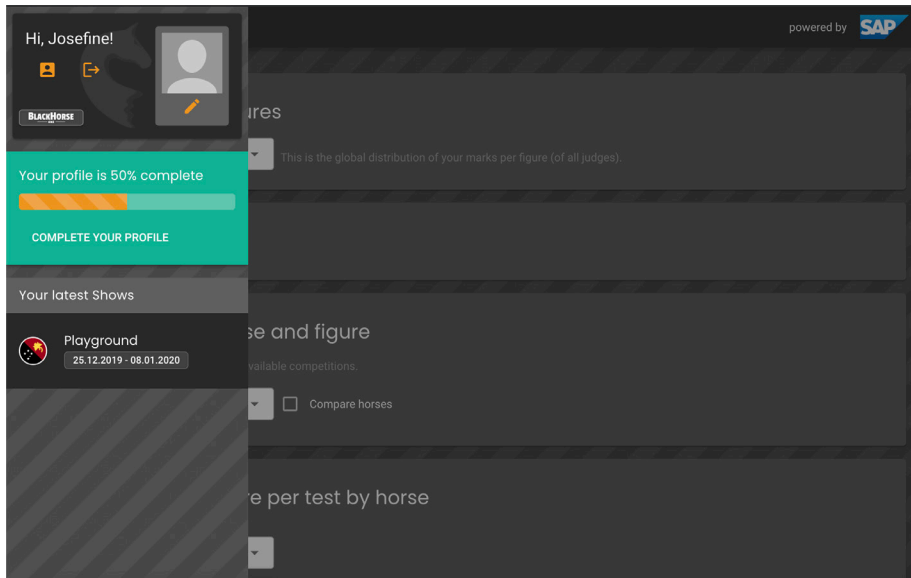 Hi, Josefine!
BLACKHORSE
ONE
Your profile is 50% complete
COMPLETE YOUR PROFILE
Your latest Shows
Playground
25.12.2019 - 08.01.2020
powered by SAP
ures
This is the global distribution of your marks per figure (of all judges).
se and figure
vailable competitions.
Compare horses
re per test by horse